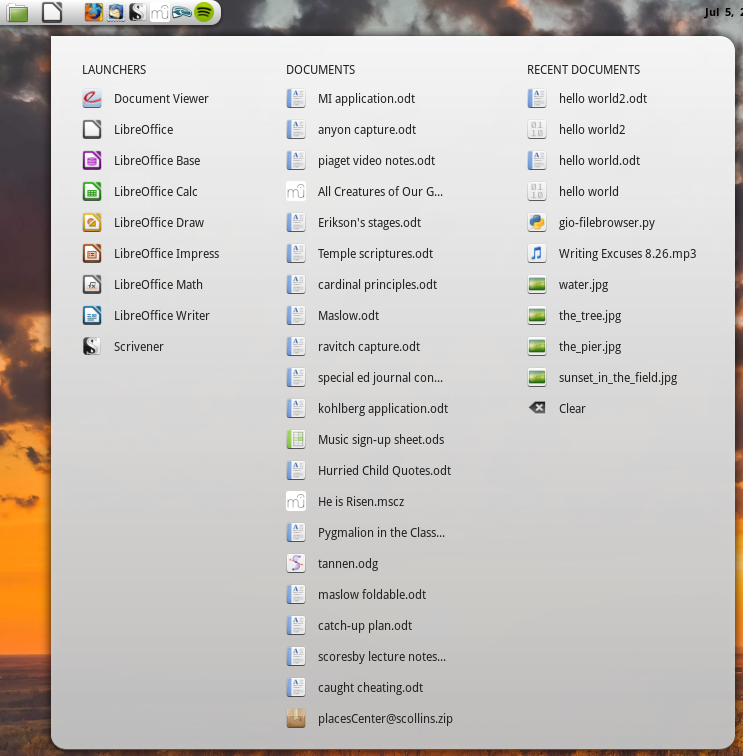 Jul 5, 2
LAUNCHERS
Document Viewer
LibreOffice
LibreOffice Base
LibreOffice Calc
LibreOffice Draw
LibreOffice Impress
LibreOffice Math
LibreOffice Writer
Scrivener
DOCUMENTS
MI application.odt
anyon capture.odt
piaget video notes.odt
All Creatures of Our G...
Erikson's stages.odt
Temple scriptures.odt
cardinal principles.odt
Maslow.odt
ravitch capture.odt
special ed journal con...
kohlberg application.odt
Music sign-up sheet.ods
Hurried Child Quotes.odt
He is Risen.mscz
Pygmalion in the Class...
tannen.odg
maslow foldable.odt
catch-up plan.odt
scoresby lecture notes...
caught cheating.odt
placesCenter@scollins.zip
RECENT DOCUMENTS
hello world2.odt
hello world2
hello world.odt
hello world
gio-filebrowser.py
Writing Excuses 8.26.mp3
water.jpg
the_tree.jpg
the_pier.jpg
sunset_in_the_field.jpg
Clear